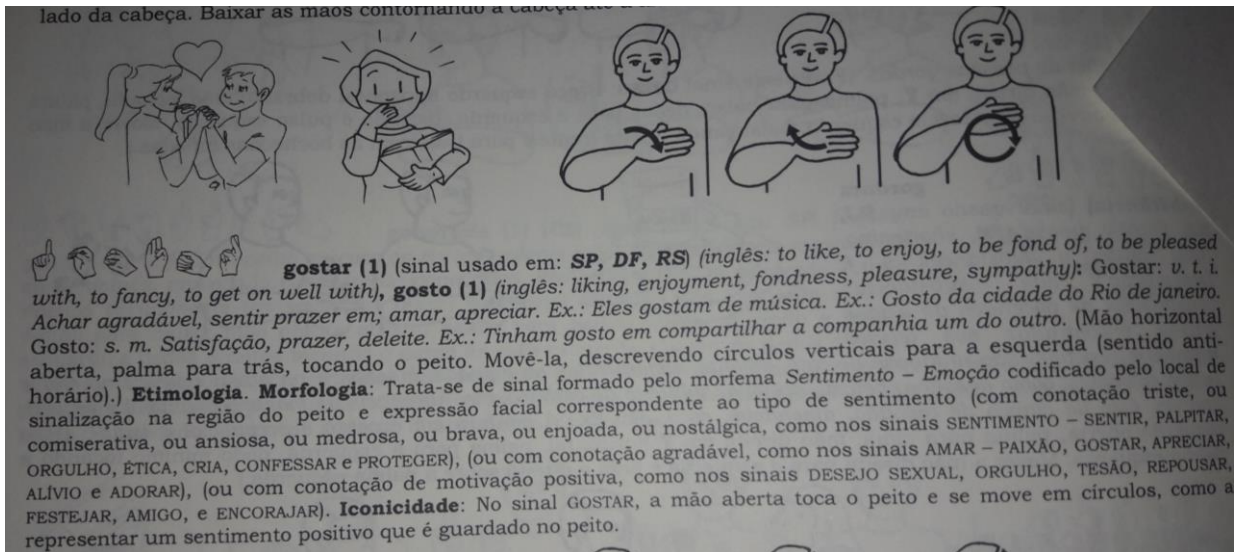 lado da cabeça. Baixar as mãos contornando a cabeça até a
gostar (1) (sinal usado em: SP, DF, RS) (inglês: to like, to enjoy, to be fond of, to be pleased
with, to fancy, to get on well with), gosto (1) (inglês: liking, enjoyment, fondness, pleasure, sympathy): Gostar: v. t. i.
Achar agradável, sentir prazer em; amar, apreciar. Ex.: Eles gostam de música. Ex.: Gosto da cidade do Rio de janeiro.
Gosto: s. m. Satisfação, prazer, deleite. Ex.: Tinham gosto em compartilhar a companhia um do outro. (Mão horizontal
aberta, palma para trás, tocando o peito. Movê-la, descrevendo círculos verticais para a esquerda (sentido anti-
horário).) Etimologia. Morfologia: Trata-se de sinal formado pelo morfema Sentimento – Emoção codificado pelo local de
sinalização na região do peito e expressão facial correspondente ao tipo de sentimento (com conotação triste, ou
comiserativa, ou ansiosa, ou medrosa, ou brava, ou enjoada, ou nostálgica, como nos sinais SENTIMENTO – SENTIR, PALPITAR,
ORGULHO, ÉTICA, CRIA, CONFESSAR e PROTEGER), (ou com conotação agradável, como nos sinais AMAR – PAIXÃO, GOSTAR, APRECIAR,
ALÍVIO e ADORAR), (ou com conotação de motivação positiva, como nos sinais DESEJO SEXUAL, ORGULHO, TESÃO, REPOUSAR,
FESTEJAR, AMIGO, e ENCORAJAR). Iconicidade: No sinal GOSTAR, a mão aberta toca o peito e se move em círculos, como a
representar um sentimento positivo que é guardado no peito.